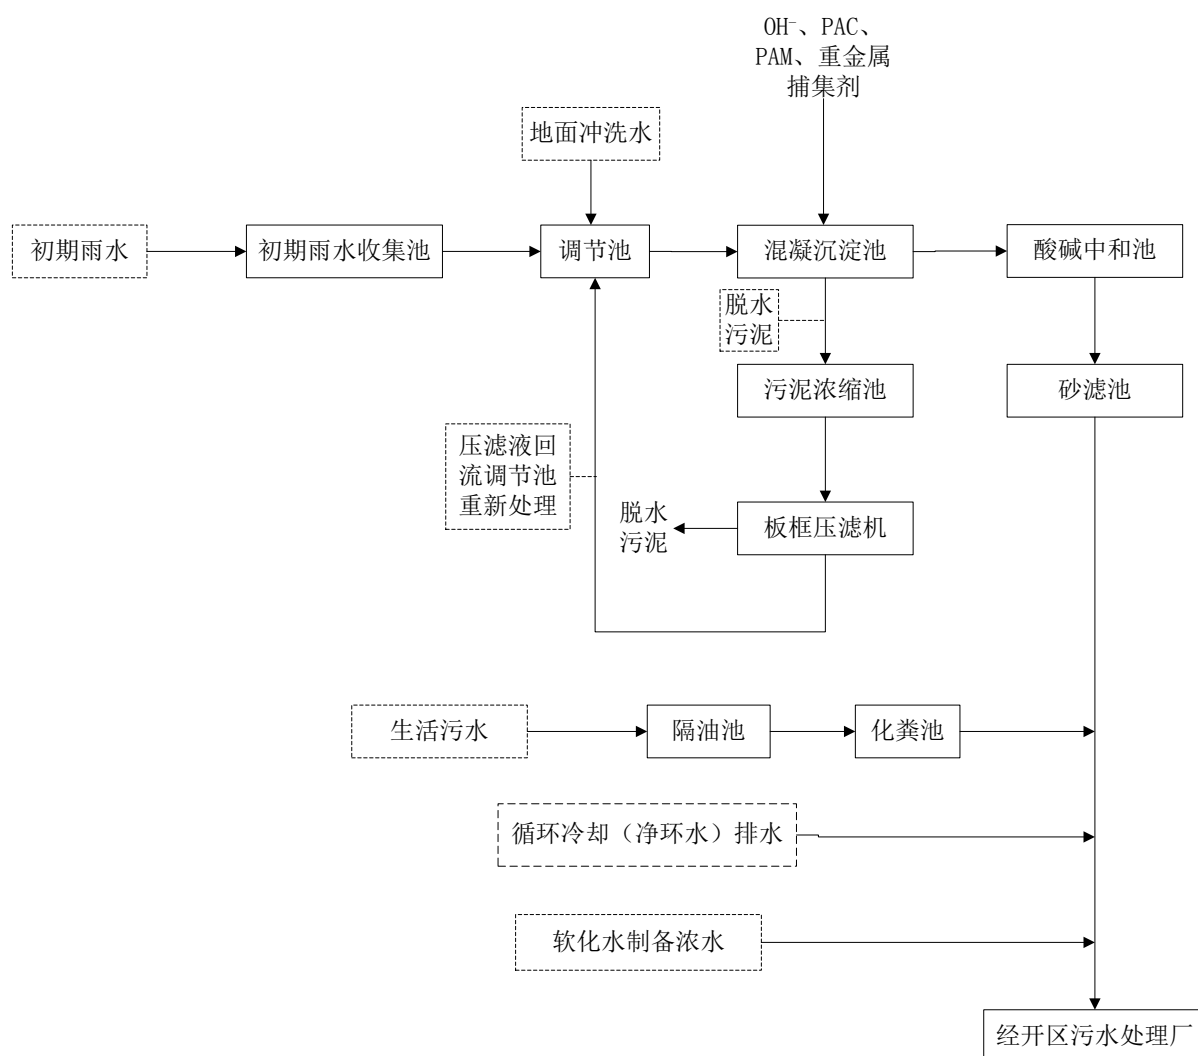 OH⁻、PAC、
PAM、重金属
捕集剂
地面冲洗水
初期雨水
初期雨水收集池
调节池
混凝沉淀池
酸碱中和池
脱水
污泥
污泥浓缩池
砂滤池
压滤液回
流调节池
重新处理
脱水
污泥
板框压滤机
生活污水
隔油池
化粪池
循环冷却（净环水）排水
软化水制备浓水
经开区污水处理厂